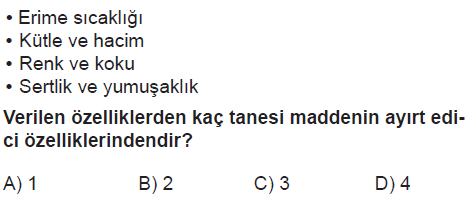 • Erime sıcaklığı
• Kütle ve hacim
• Renk ve koku
• Sertlik ve yumuşaklık
Verilen özelliklerden kaç tanesi maddenin ayırt edi-
ci özelliklerindendir?
A) 1 B) 2 C) 3 D) 4